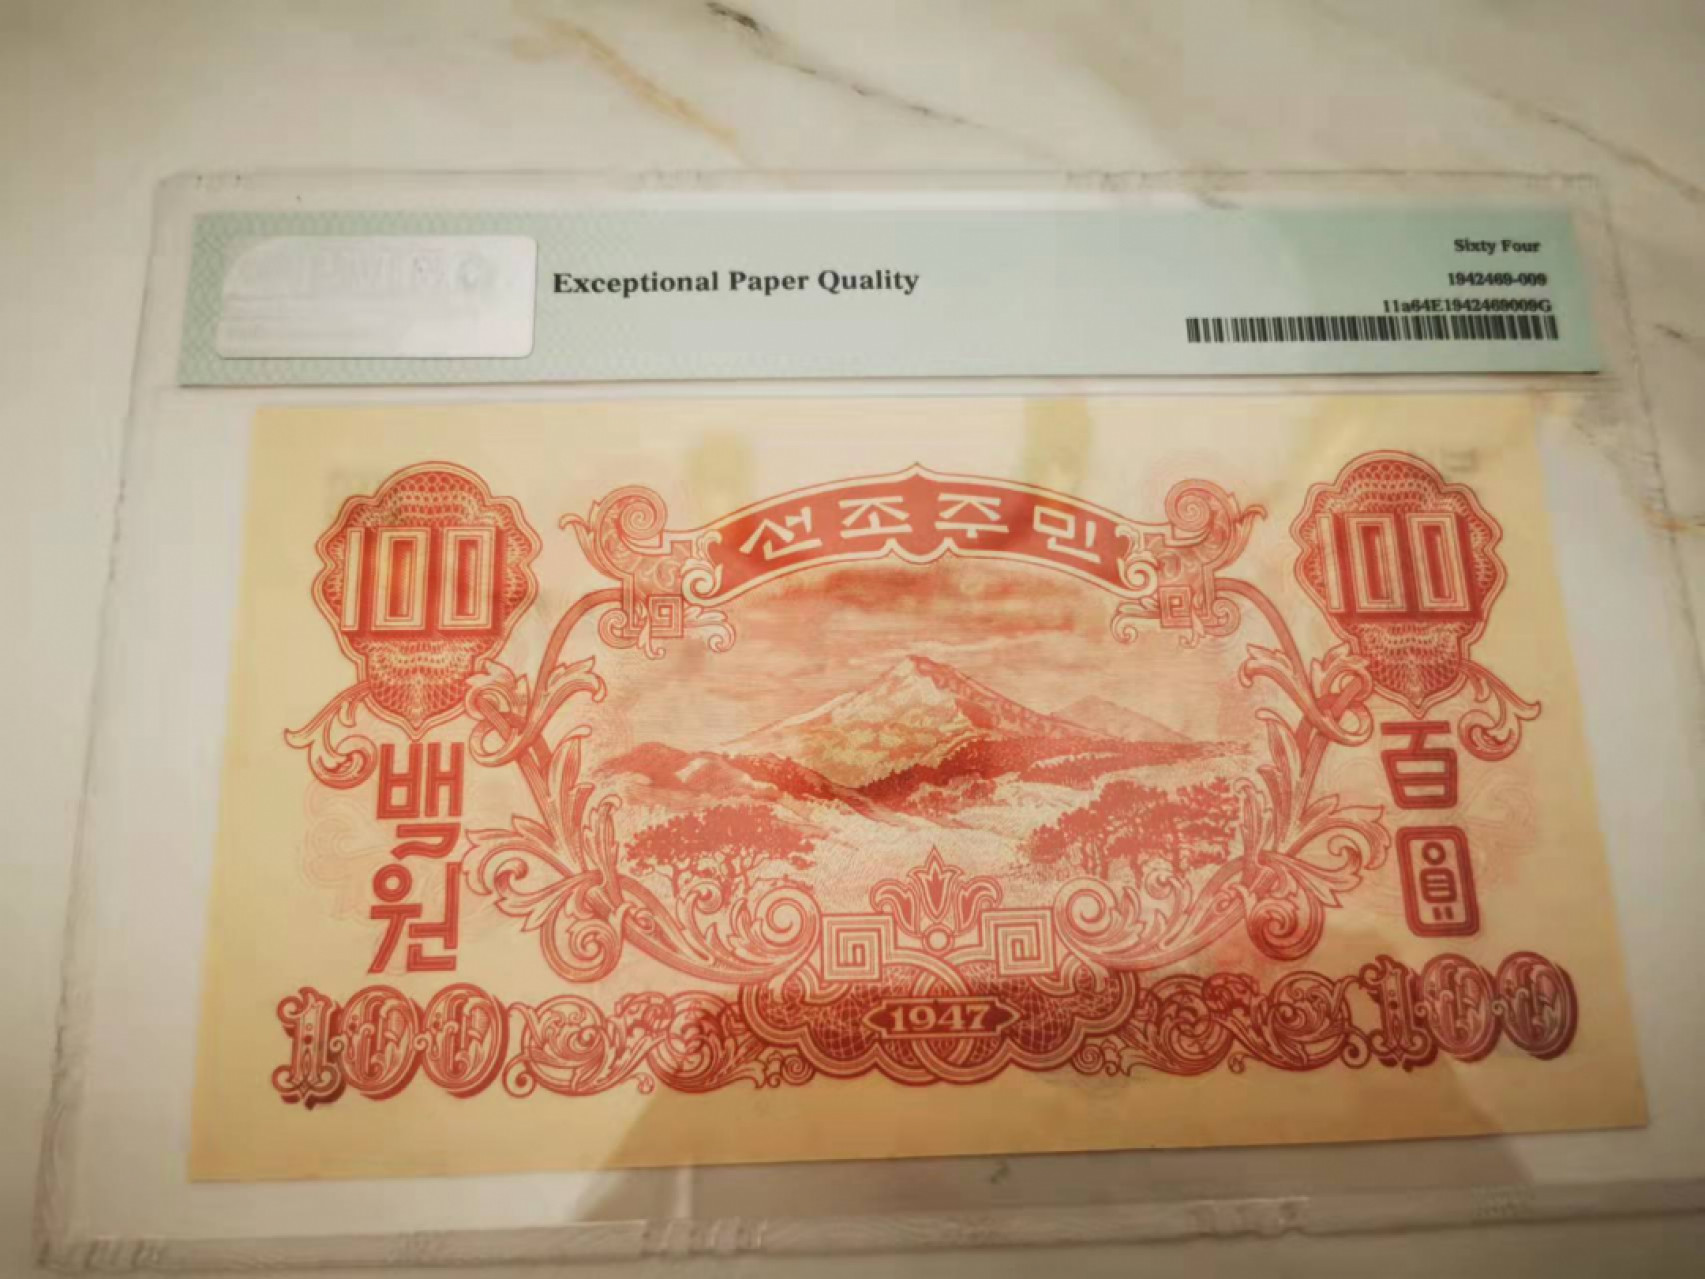 Exceptional Paper Quality
Sixty Four
1942469-009
11a64E1942469009G
선조주민
100
100
백원
百圓
100
1947
100